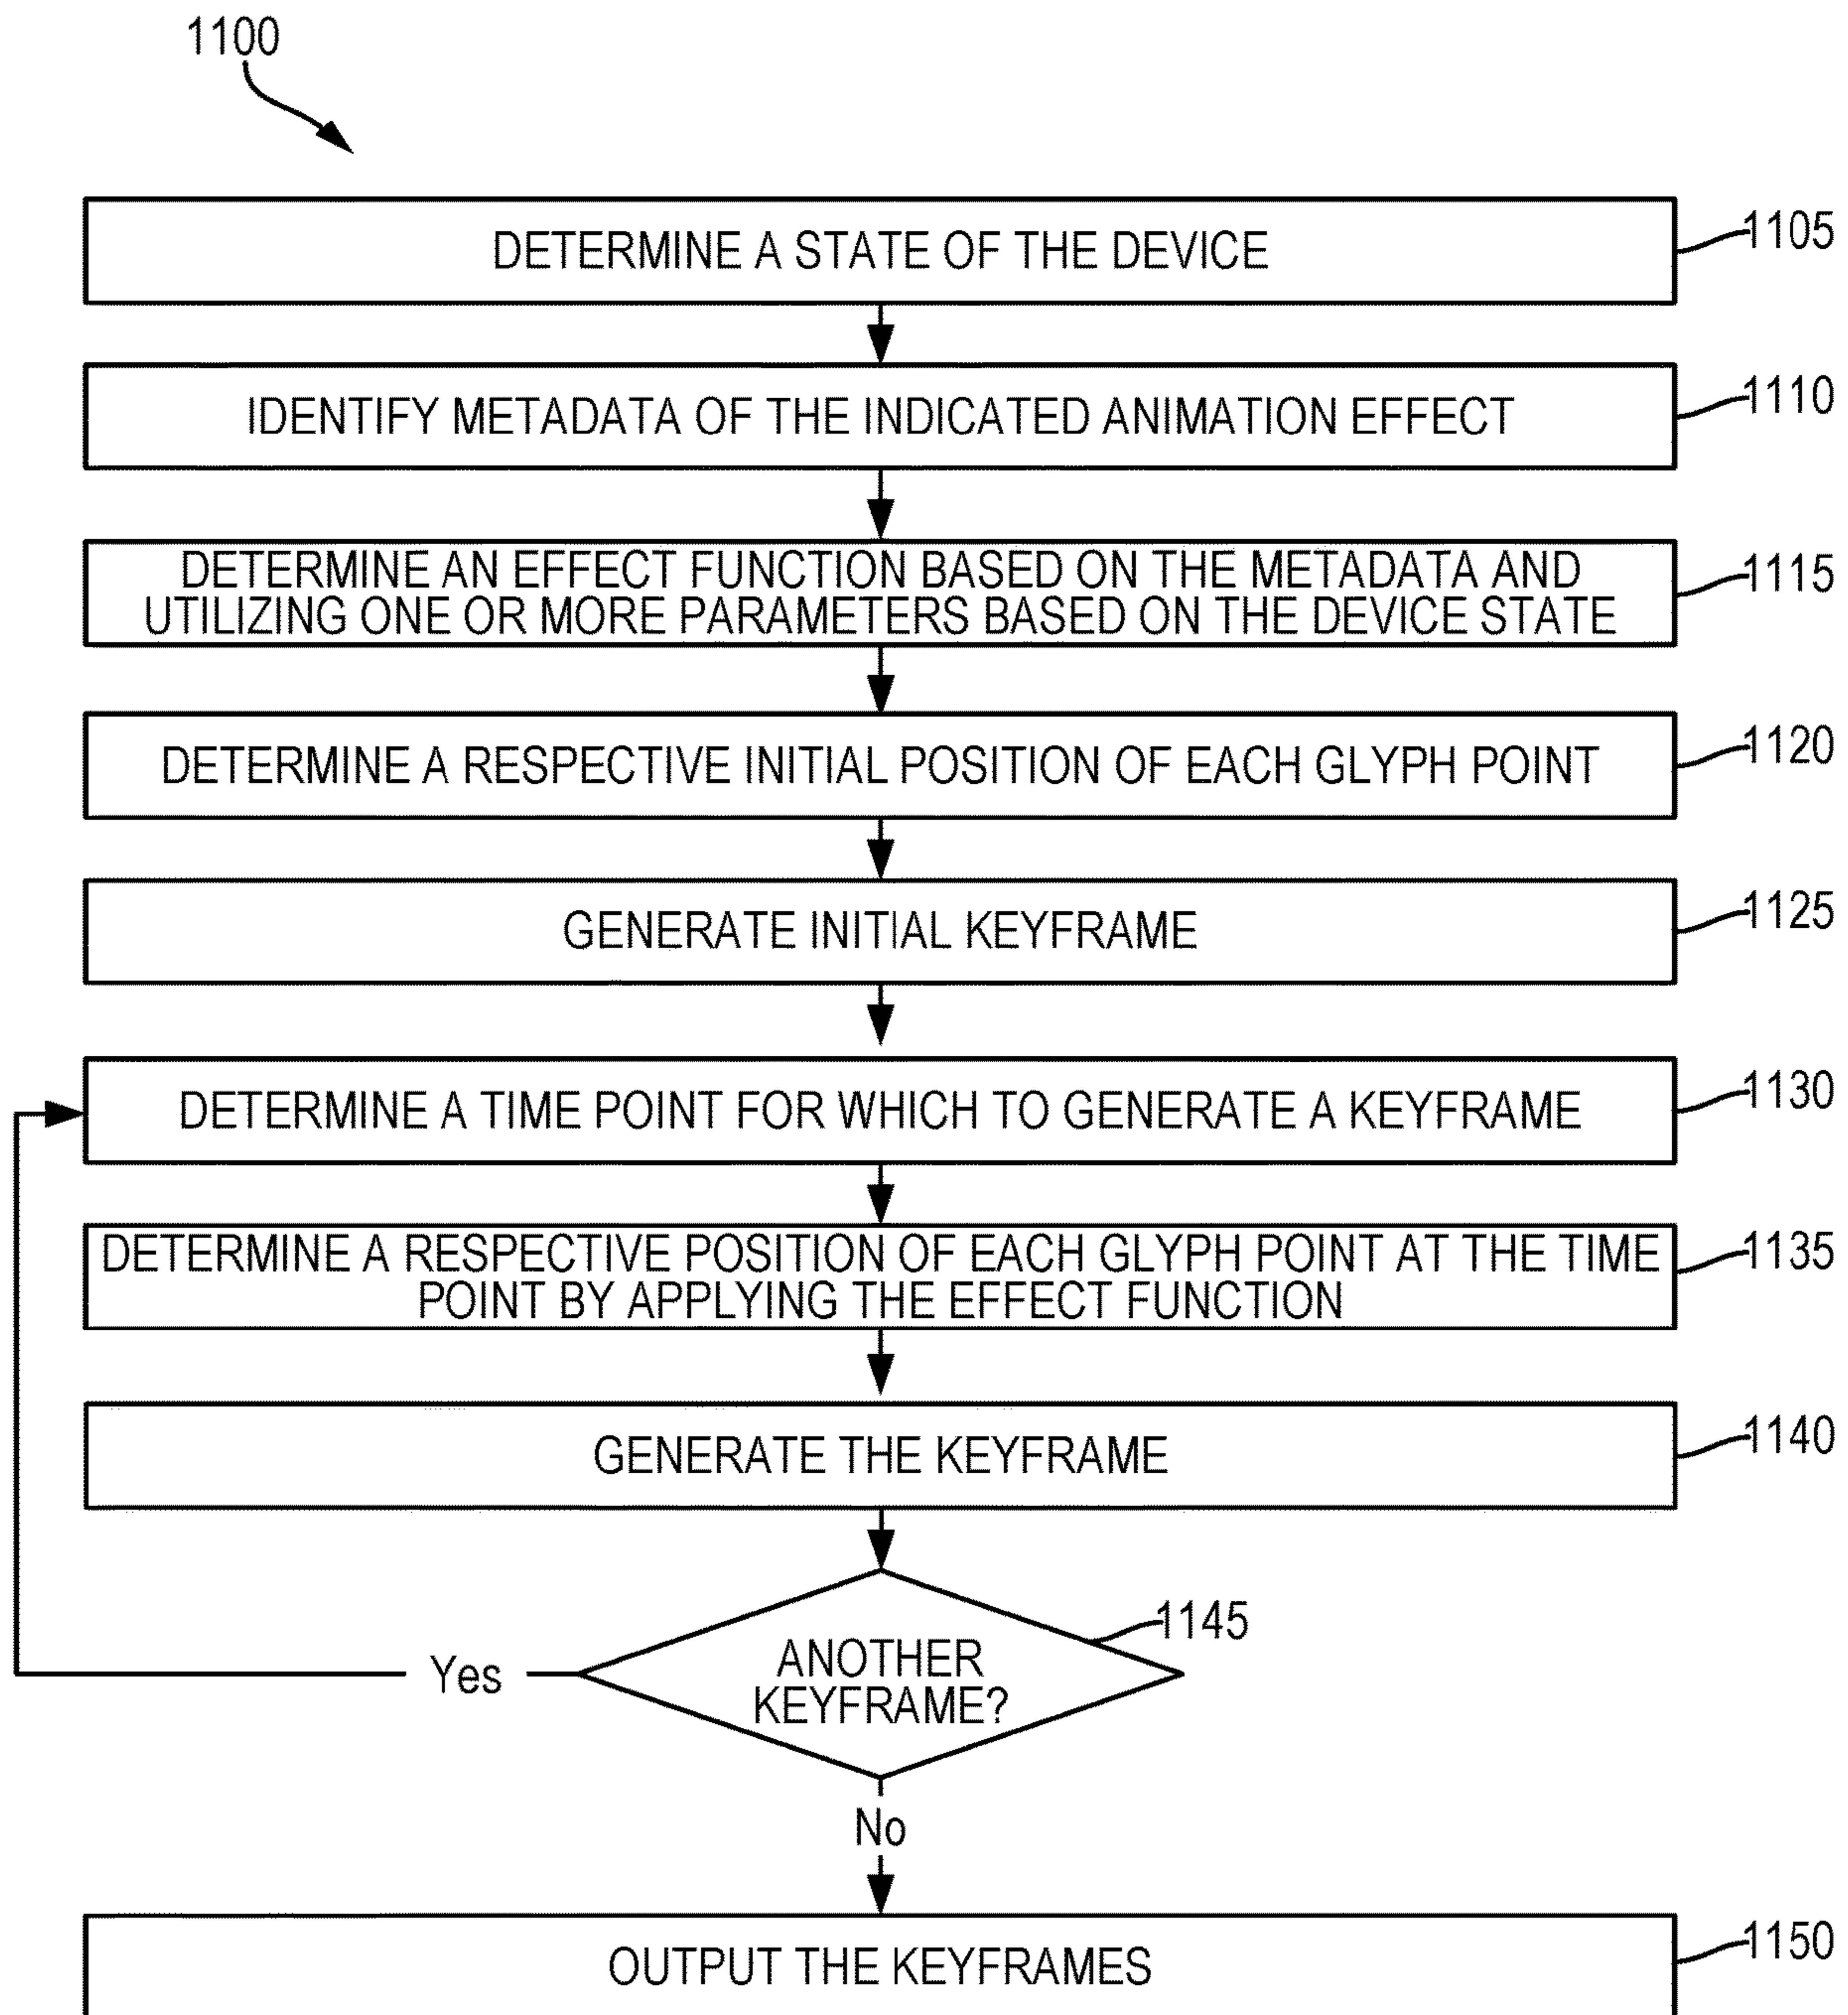 1100
DETERMINE A STATE OF THE DEVICE
1105
IDENTIFY METADATA OF THE INDICATED ANIMATION EFFECT
1110
DETERMINE AN EFFECT FUNCTION BASED ON THE METADATA AND
UTILIZING ONE OR MORE PARAMETERS BASED ON THE DEVICE STATE
1115
DETERMINE A RESPECTIVE INITIAL POSITION OF EACH GLYPH POINT
1120
GENERATE INITIAL KEYFRAME
1125
DETERMINE A TIME POINT FOR WHICH TO GENERATE A KEYFRAME
1130
DETERMINE A RESPECTIVE POSITION OF EACH GLYPH POINT AT THE TIME
POINT BY APPLYING THE EFFECT FUNCTION
1135
GENERATE THE KEYFRAME
1140
ANOTHER
KEYFRAME?
1145
Yes
No
OUTPUT THE KEYFRAMES
1150